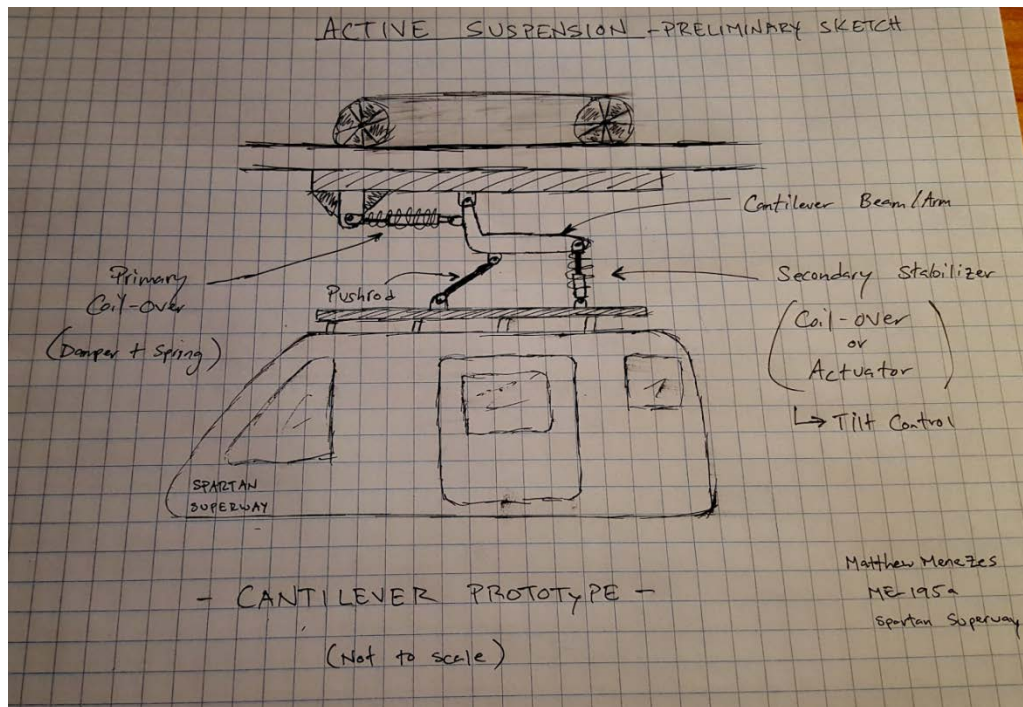 ACTIVE SUSPENSION - PRELIMINARY SKETCH
Cantilever Beam/Arm
Primary
Coil-Over
(Damper + Spring)
Pushrod
Secondary Stabilizer
(Coil-over
or
Actuator)
↳ Tilt Control
SPARTAN
SUPERWAY
- CANTILEVER PROTOTYPE -
(Not to scale)
Matthew Menezes
ME 195a
Spartan Superway